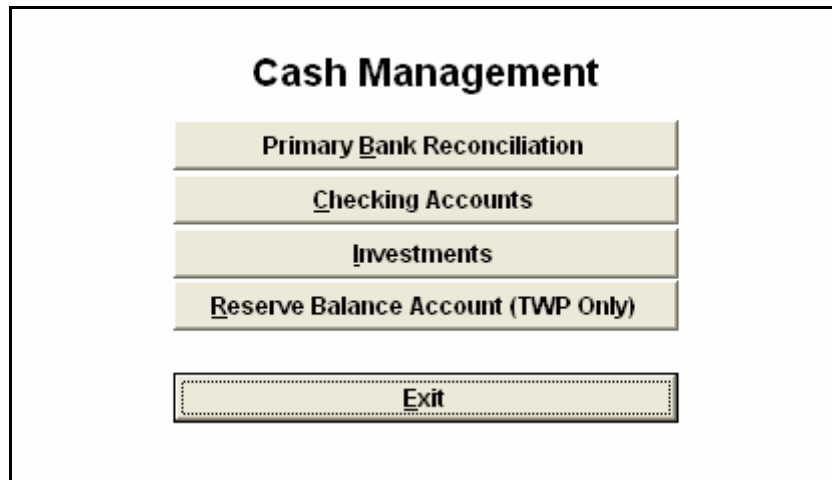 Cash Management
Primary Bank Reconciliation
Checking Accounts
Investments
Reserve Balance Account (TWP Only)
Exit